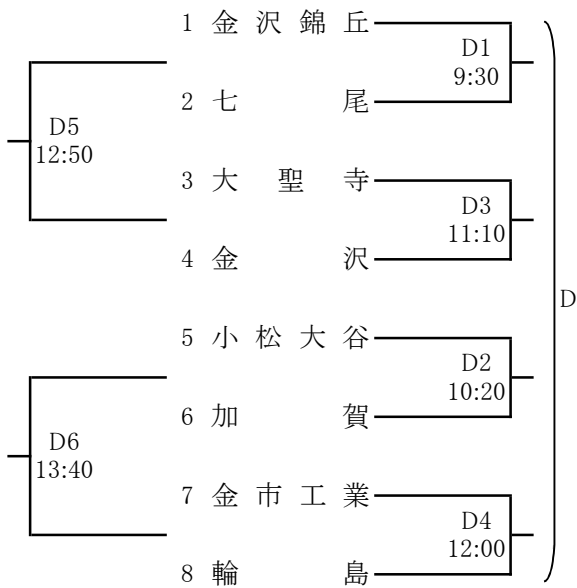 1 金沢錦丘
D1
9:30
2 七尾
D5
12:50
3 大聖寺
D3
11:10
4 金沢
D
5 小松大谷
D2
10:20
6 加賀
D6
13:40
7 金市工業
D4
12:00
8 輪島